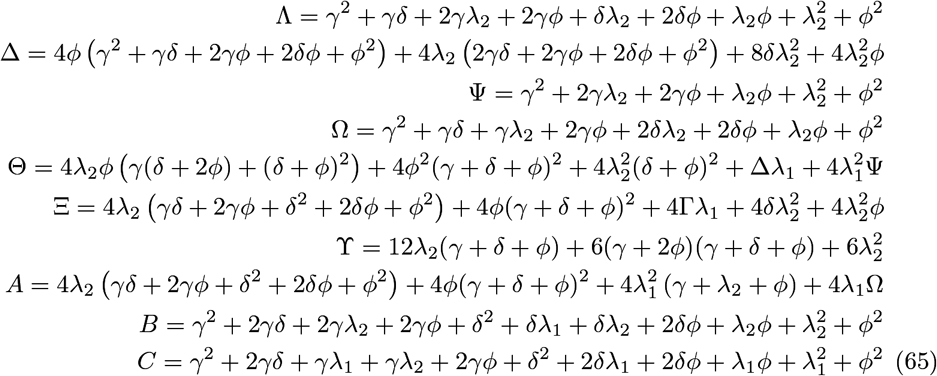 Λ = γ² + γδ + 2γλ₂ + 2γϕ + δλ₂ + 2δϕ + λ₂ϕ + λ₂² + ϕ²
Δ = 4ϕ (γ² + γδ + 2γϕ + 2δϕ + ϕ²) + 4λ₂ (2γδ + 2γϕ + 2δϕ + ϕ²) + 8δλ₂² + 4λ₂²ϕ
Ψ = γ² + 2γλ₂ + 2γϕ + λ₂ϕ + λ₂² + ϕ²
Ω = γ² + γδ + γλ₂ + 2γϕ + 2δλ₂ + 2δϕ + λ₂ϕ + ϕ²
Θ = 4λ₂ϕ (γ(δ + 2ϕ) + (δ + ϕ)²) + 4ϕ²(γ + δ + ϕ)² + 4λ₂²(δ + ϕ)² + Δλ₁ + 4λ₁²Ψ
Ξ = 4λ₂ (γδ + 2γϕ + δ² + 2δϕ + ϕ²) + 4ϕ(γ + δ + ϕ)² + 4Γλ₁ + 4δλ₂² + 4λ₂²ϕ
Υ = 12λ₂(γ + δ + ϕ) + 6(γ + 2ϕ)(γ + δ + ϕ) + 6λ₂²
A = 4λ₂ (γδ + 2γϕ + δ² + 2δϕ + ϕ²) + 4ϕ(γ + δ + ϕ)² + 4λ₁² (γ + λ₂ + ϕ) + 4λ₁Ω
B = γ² + 2γδ + 2γλ₂ + 2γϕ + δ² + δλ₁ + δλ₂ + 2δϕ + λ₂ϕ + λ₂² + ϕ²
C = γ² + 2γδ + γλ₁ + γλ₂ + 2γϕ + δ² + 2δλ₁ + 2δϕ + λ₁ϕ + λ₁² + ϕ² (65)